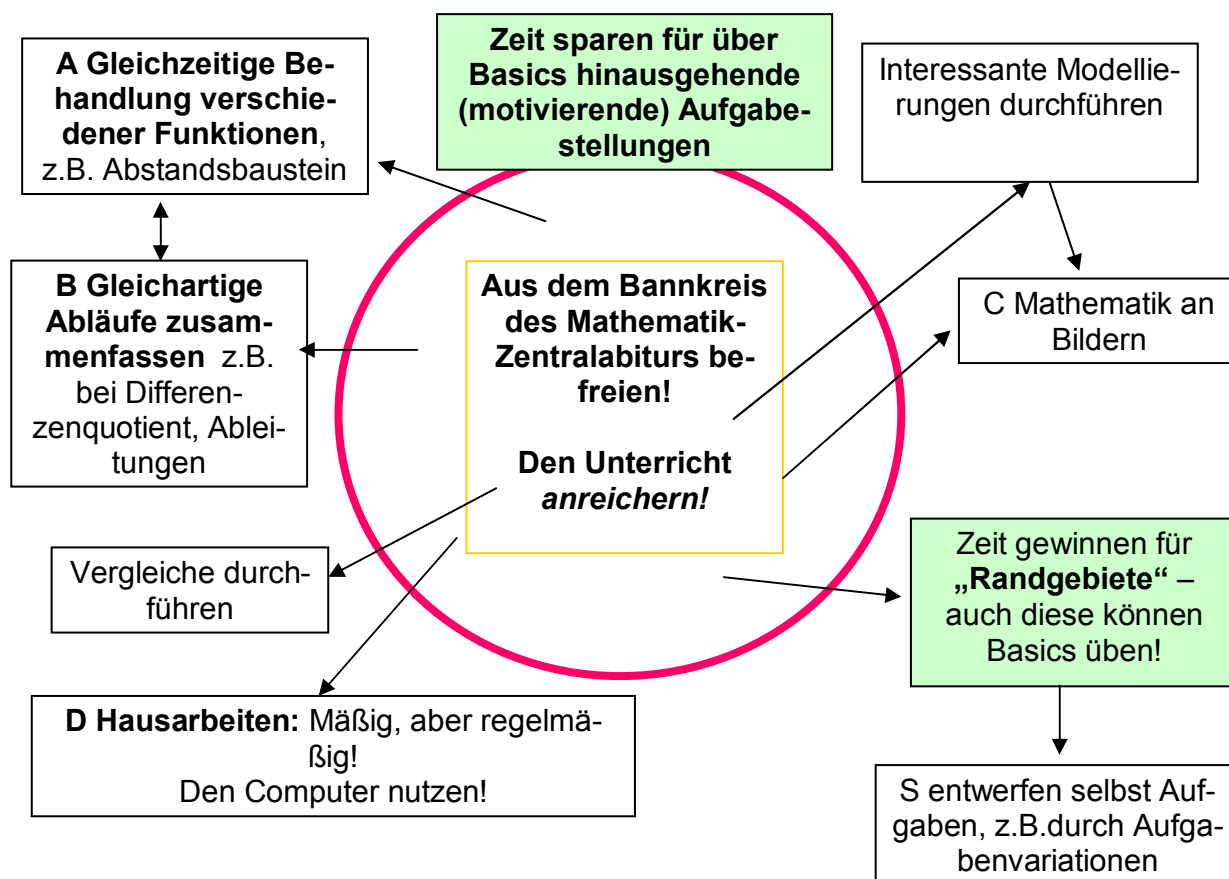 A Gleichzeitige Be-
handlung verschie-
dener Funktionen,
z.B. Abstandsbaustein
Zeit sparen für über
Basics hinausgehende
(motivierende) Aufgabe-
stellungen
Interessante Modellie-
rungen durchführen
B Gleichartige
Abläufe zusam-
menfassen z.B.
bei Differen-
zenquotient, Ablei-
tungen
Aus dem Bannkreis
des Mathematik-
Zentralabiturs be-
freien!
Den Unterricht
anreichern!
C Mathematik an
Bildern
Vergleiche durch-
führen
Zeit gewinnen für
„Randgebiete“ –
auch diese können
Basics üben!
D Hausarbeiten: Mäßig, aber regelmä-
ßig!
Den Computer nutzen!
S entwerfen selbst Auf-
gaben, z.B.durch Aufga-
benvariationen